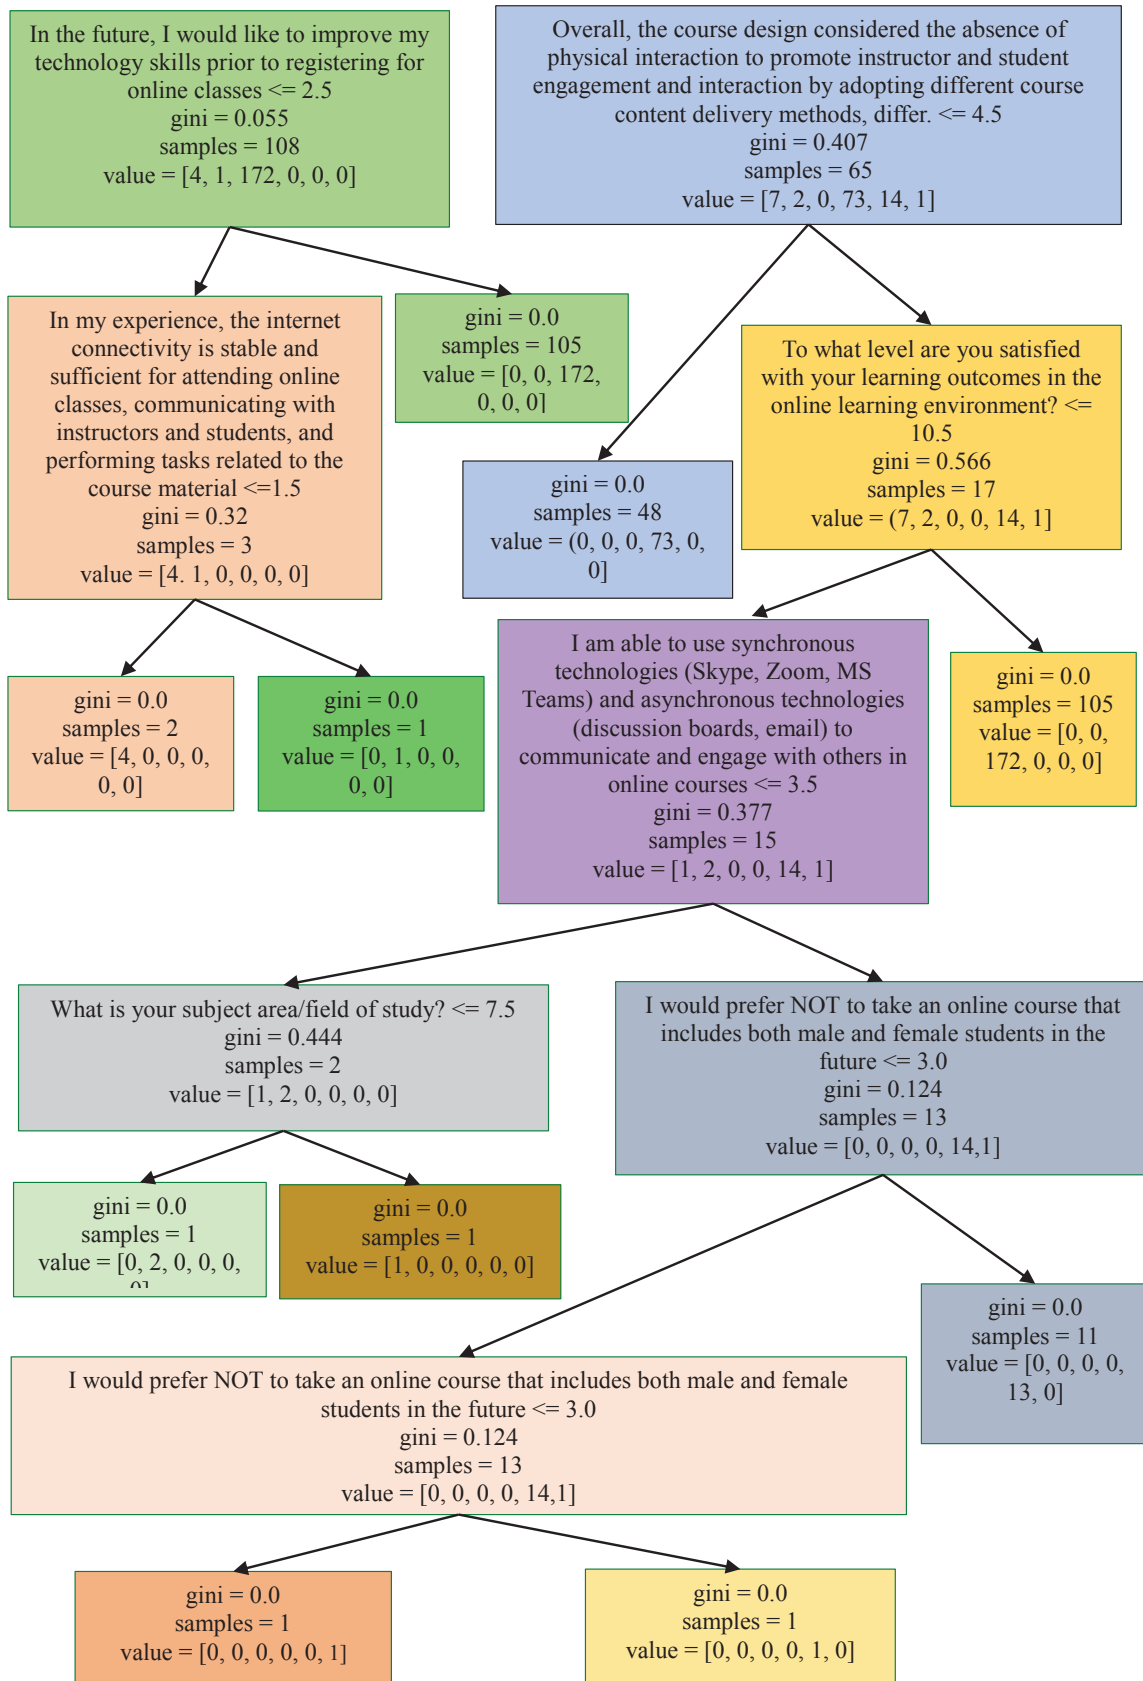 In the future, I would like to improve my
technology skills prior to registering for
online classes <= 2.5
gini = 0.055
samples = 108
value = [4, 1, 172, 0, 0, 0]
Overall, the course design considered the absence of
physical interaction to promote instructor and student
engagement and interaction by adopting different course
content delivery methods, differ. <= 4.5
gini = 0.407
samples = 65
value = [7, 2, 0, 73, 14, 1]
In my experience, the internet
connectivity is stable and
sufficient for attending online
classes, communicating with
instructors and students, and
performing tasks related to the
course material <=1.5
gini = 0.32
samples = 3
value = [4. 1, 0, 0, 0, 0]
gini = 0.0
samples = 105
value = [0, 0, 172,
0, 0, 0]
To what level are you satisfied
with your learning outcomes in the
online learning environment? <=
10.5
gini = 0.566
samples = 17
value = (7, 2, 0, 0, 14, 1]
gini = 0.0
samples = 48
value = (0, 0, 0, 73, 0,
0]
gini = 0.0
samples = 2
value = [4, 0, 0, 0,
0, 0]
gini = 0.0
samples = 1
value = [0, 1, 0, 0,
0, 0]
I am able to use synchronous
technologies (Skype, Zoom, MS
Teams) and asynchronous technologies
(discussion boards, email) to
communicate and engage with others in
online courses <= 3.5
gini = 0.377
samples = 15
value = [1, 2, 0, 0, 14, 1]
gini = 0.0
samples = 105
value = [0, 0,
172, 0, 0, 0]
What is your subject area/field of study? <= 7.5
gini = 0.444
samples = 2
value = [1, 2, 0, 0, 0, 0]
I would prefer NOT to take an online course that
includes both male and female students in the
future <= 3.0
gini = 0.124
samples = 13
value = [0, 0, 0, 0, 14,1]
gini = 0.0
samples = 1
value = [0, 2, 0, 0, 0,
0]
gini = 0.0
samples = 1
value = [1, 0, 0, 0, 0, 0]
gini = 0.0
samples = 11
value = [0, 0, 0, 0,
13, 0]
I would prefer NOT to take an online course that includes both male and female
students in the future <= 3.0
gini = 0.124
samples = 13
value = [0, 0, 0, 0, 14,1]
gini = 0.0
samples = 1
value = [0, 0, 0, 0, 0, 1]
gini = 0.0
samples = 1
value = [0, 0, 0, 0, 1, 0]